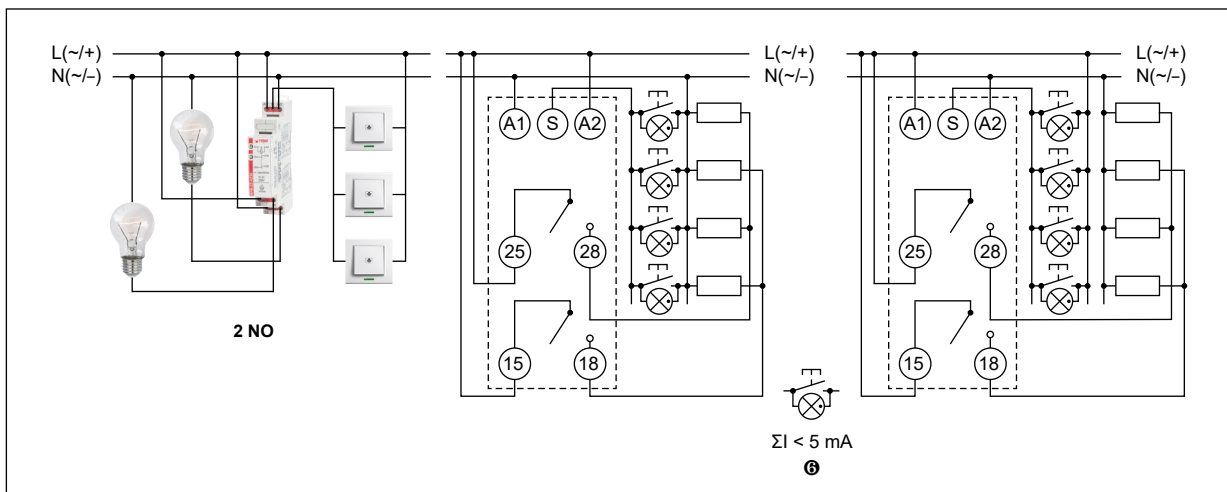 L(~/+)
N(~/–)
2 NO
L(~/+)
N(~/–)
A1 S A2
25 28
15 18
ΣI < 5 mA
❻
L(~/+)
N(~/–)
A1 S A2
25 28
15 18